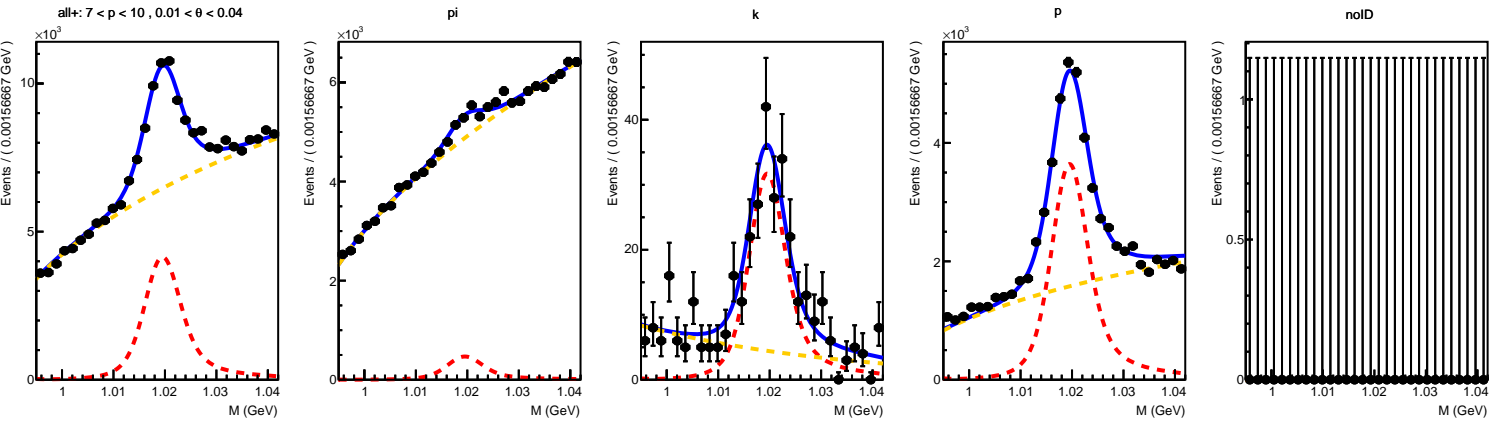 all+: 7 < p < 10 , 0.01 < θ < 0.04
×10³
Events / ( 0.00156667 GeV )
10
5
0
1 1.01 1.02 1.03 1.04
M (GeV)
pi
×10³
Events / ( 0.00156667 GeV )
6
4
2
0
1 1.01 1.02 1.03 1.04
M (GeV)
k
Events / ( 0.00156667 GeV )
40
20
0
1 1.01 1.02 1.03 1.04
M (GeV)
p
×10³
Events / ( 0.00156667 GeV )
4
2
0
1 1.01 1.02 1.03 1.04
M (GeV)
noID
Events / ( 0.00156667 GeV )
1
0.5
0
1 1.01 1.02 1.03 1.04
M (GeV)